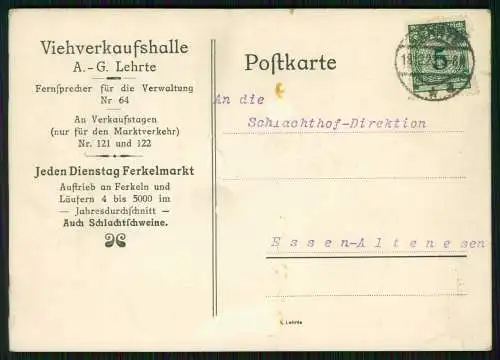 Viehverkaufshalle
A.-G. Lehrte
Fernsprecher für die Verwaltung
Nr 64
An Verkaufstagen
(nur für den Marktverkehr)
Nr. 121 und 122
Jeden Dienstag Ferkelmarkt
Auftrieb an Ferkeln und
Läufern 4 bis 5000 im
— Jahresdurchschnitt —
Auch Schlachtschweine.
Postkarte
5
An die
Schlachthof-Direktion
Essen-Altenesen
Lehrte